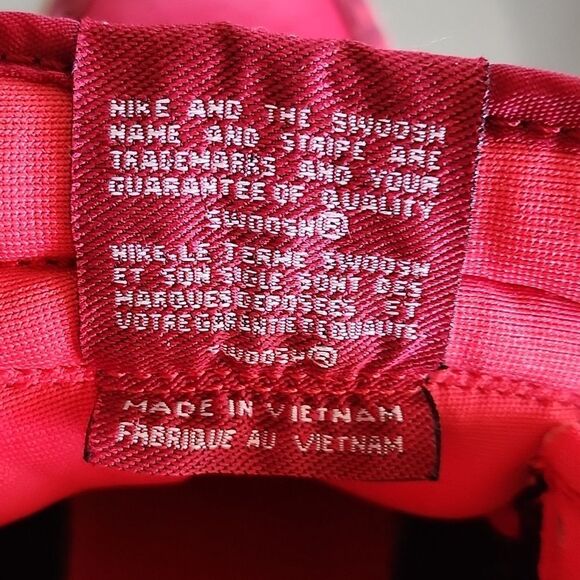 NIKE AND THE SWOOSH
NAME AND STRIPE ARE
TRADEMARKS AND YOUR
GUARANTEE OF QUALITY
SWOOSH®
NIKE-LE TERME SWOOSH
ET SON SIGLE SONT DES
MARQUES DEPOSEES ET
VOTRE GARANTIE DE QUALITE
SWOOSH®
MADE IN VIETNAM
FABRIQUE AU VIETNAM